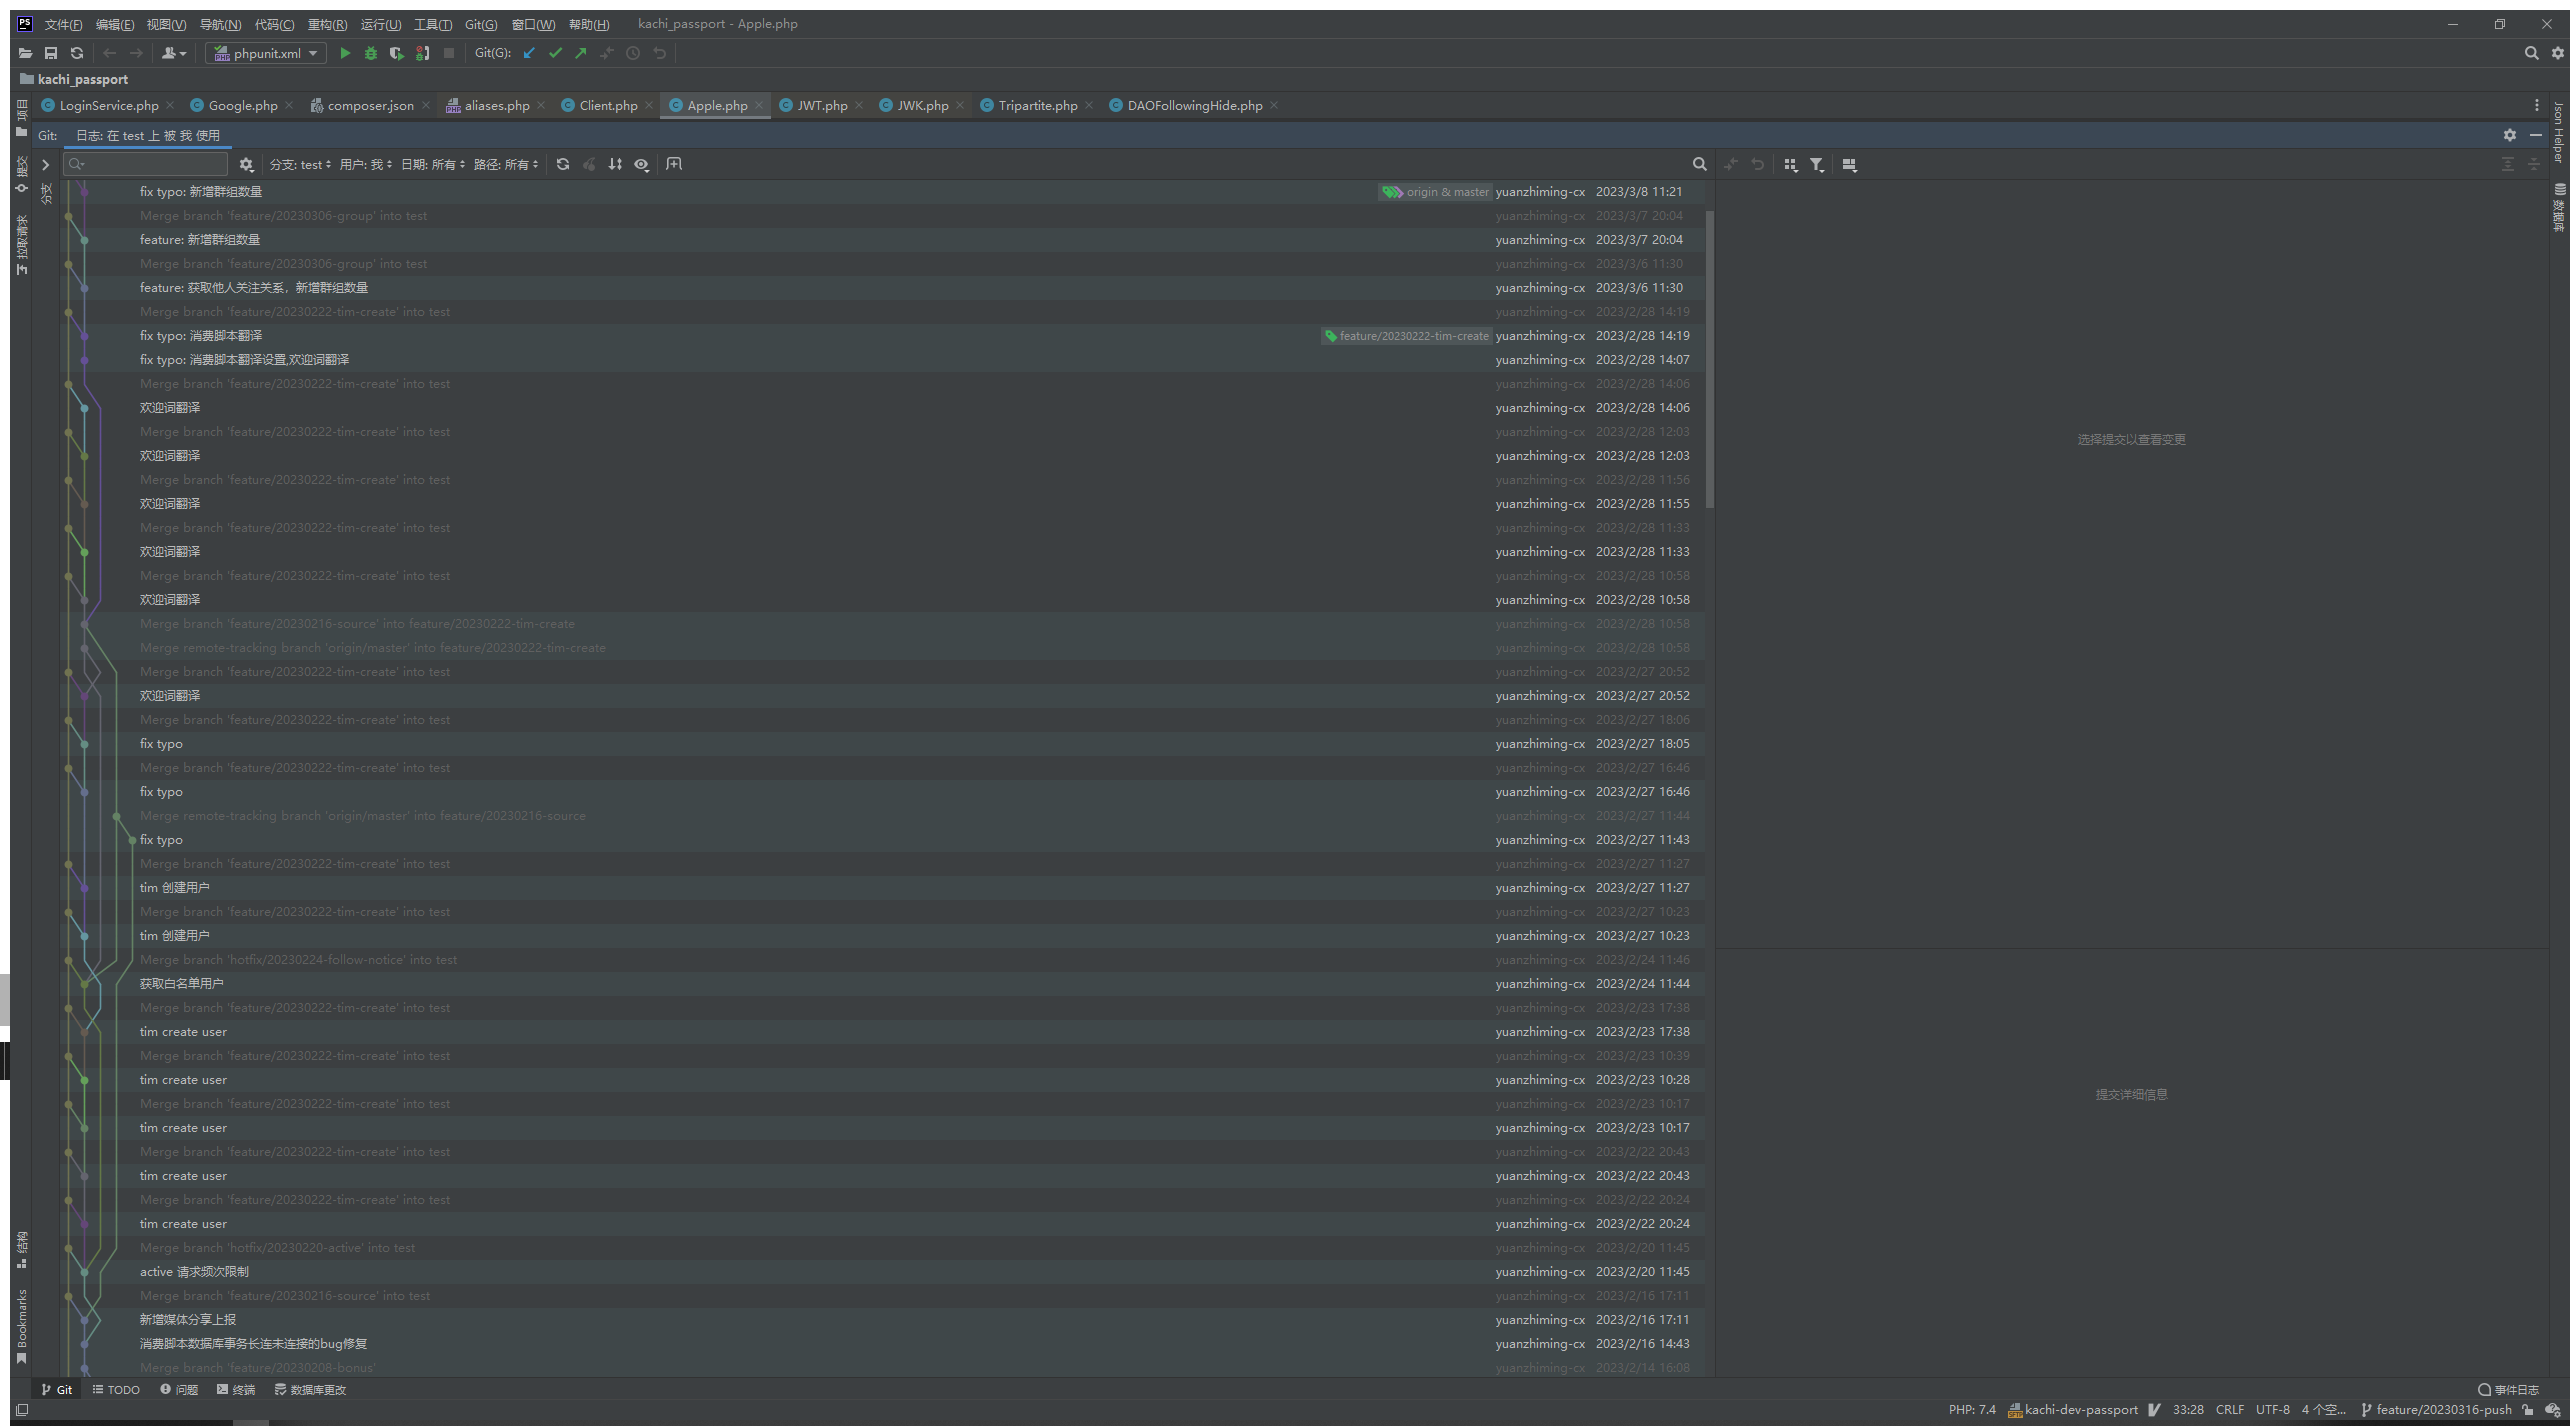 文件(F) 编辑(E) 视图(V) 导航(N) 代码(C) 重构(R) 运行(U) 工具(T) Git(G) 窗口(W) 帮助(H) kachi_passport - Apple.php
phpunit.xml Git(G):
kachi_passport
LoginService.php Google.php composer.json aliases.php Client.php Apple.php JWT.php JWK.php Tripartite.php DAOFollowingHide.php
Git: 日志: 在 test 上 被 我 使用
分支: test 用户: 我 日期: 所有 路径: 所有
fix typo: 新增群组数量 origin & master yuanzhiming-cx 2023/3/8 11:21
Merge branch 'feature/20230306-group' into test yuanzhiming-cx 2023/3/7 20:04
feature: 新增群组数量 yuanzhiming-cx 2023/3/7 20:04
Merge branch 'feature/20230306-group' into test yuanzhiming-cx 2023/3/6 11:30
feature: 获取他人关注关系，新增群组数量 yuanzhiming-cx 2023/3/6 11:30
Merge branch 'feature/20230222-tim-create' into test yuanzhiming-cx 2023/2/28 14:19
fix typo: 消费脚本翻译 feature/20230222-tim-create yuanzhiming-cx 2023/2/28 14:19
fix typo: 消费脚本翻译设置,欢迎词翻译 yuanzhiming-cx 2023/2/28 14:07
Merge branch 'feature/20230222-tim-create' into test yuanzhiming-cx 2023/2/28 14:06
欢迎词翻译 yuanzhiming-cx 2023/2/28 14:06
Merge branch 'feature/20230222-tim-create' into test yuanzhiming-cx 2023/2/28 12:03
欢迎词翻译 yuanzhiming-cx 2023/2/28 12:03
Merge branch 'feature/20230222-tim-create' into test yuanzhiming-cx 2023/2/28 11:56
欢迎词翻译 yuanzhiming-cx 2023/2/28 11:55
Merge branch 'feature/20230222-tim-create' into test yuanzhiming-cx 2023/2/28 11:33
欢迎词翻译 yuanzhiming-cx 2023/2/28 11:33
Merge branch 'feature/20230222-tim-create' into test yuanzhiming-cx 2023/2/28 10:58
欢迎词翻译 yuanzhiming-cx 2023/2/28 10:58
Merge branch 'feature/20230216-source' into feature/20230222-tim-create yuanzhiming-cx 2023/2/28 10:58
Merge remote-tracking branch 'origin/master' into feature/20230222-tim-create yuanzhiming-cx 2023/2/28 10:58
Merge branch 'feature/20230222-tim-create' into test yuanzhiming-cx 2023/2/27 20:52
欢迎词翻译 yuanzhiming-cx 2023/2/27 20:52
Merge branch 'feature/20230222-tim-create' into test yuanzhiming-cx 2023/2/27 18:06
fix typo yuanzhiming-cx 2023/2/27 18:05
Merge branch 'feature/20230222-tim-create' into test yuanzhiming-cx 2023/2/27 16:46
fix typo yuanzhiming-cx 2023/2/27 16:46
Merge remote-tracking branch 'origin/master' into feature/20230216-source yuanzhiming-cx 2023/2/27 11:44
fix typo yuanzhiming-cx 2023/2/27 11:43
Merge branch 'feature/20230222-tim-create' into test yuanzhiming-cx 2023/2/27 11:27
tim 创建用户 yuanzhiming-cx 2023/2/27 11:27
Merge branch 'feature/20230222-tim-create' into test yuanzhiming-cx 2023/2/27 10:23
tim 创建用户 yuanzhiming-cx 2023/2/27 10:23
Merge branch 'hotfix/20230224-follow-notice' into test yuanzhiming-cx 2023/2/24 11:46
获取白名单用户 yuanzhiming-cx 2023/2/24 11:44
Merge branch 'feature/20230222-tim-create' into test yuanzhiming-cx 2023/2/23 17:38
tim create user yuanzhiming-cx 2023/2/23 17:38
Merge branch 'feature/20230222-tim-create' into test yuanzhiming-cx 2023/2/23 10:39
tim create user yuanzhiming-cx 2023/2/23 10:28
Merge branch 'feature/20230222-tim-create' into test yuanzhiming-cx 2023/2/23 10:17
tim create user yuanzhiming-cx 2023/2/23 10:17
Merge branch 'feature/20230222-tim-create' into test yuanzhiming-cx 2023/2/22 20:43
tim create user yuanzhiming-cx 2023/2/22 20:43
Merge branch 'feature/20230222-tim-create' into test yuanzhiming-cx 2023/2/22 20:24
tim create user yuanzhiming-cx 2023/2/22 20:24
Merge branch 'hotfix/20230220-active' into test yuanzhiming-cx 2023/2/20 11:45
active 请求频次限制 yuanzhiming-cx 2023/2/20 11:45
Merge branch 'feature/20230216-source' into test yuanzhiming-cx 2023/2/16 17:11
新增媒体分享上报 yuanzhiming-cx 2023/2/16 17:11
消费脚本数据库事务长连未连接的bug修复 yuanzhiming-cx 2023/2/16 14:43
Merge branch 'feature/20230208-bonus' yuanzhiming-cx 2023/2/14 16:08
选择提交以查看变更
提交详细信息
项目
提交
拉取请求
分支
结构
Bookmarks
Json Helper
数据库
Git TODO 问题 终端 数据库更改 事件日志
PHP: 7.4 kachi-dev-passport 33:28 CRLF UTF-8 4 个空... feature/20230316-push